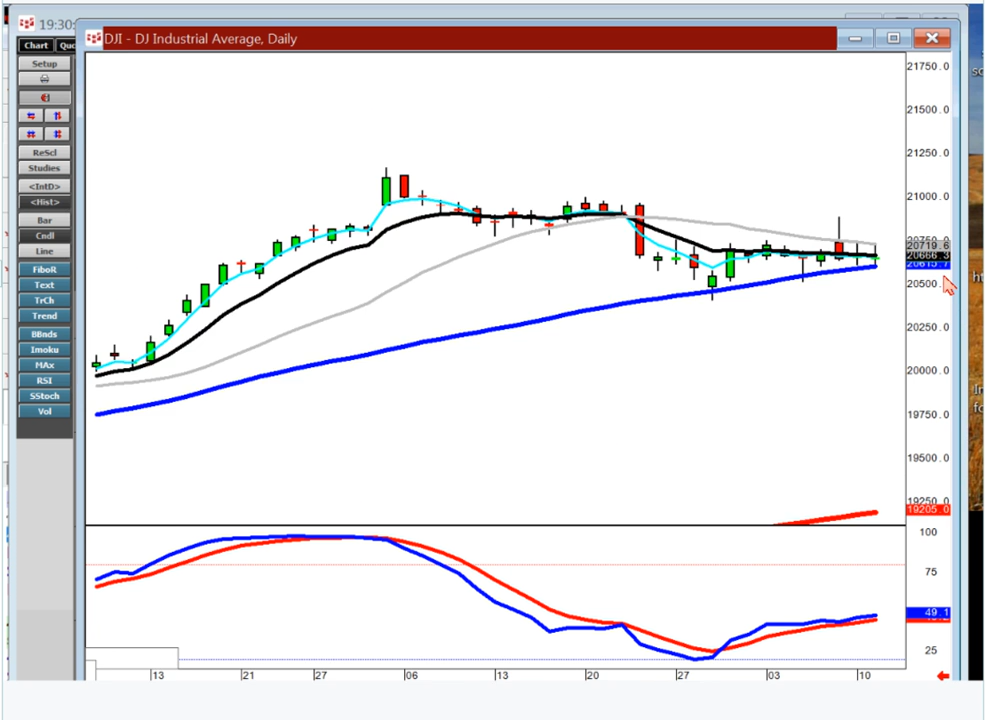 19:30:
DJI - DJ Industrial Average, Daily
Chart
Setup
ReScl
Studies
<IntD>
<Hist>
Bar
Cndl
Line
FiboR
Text
TrCh
Trend
BBnds
Imoku
MAx
RSI
SStoch
Vol
21750.0
21500.0
21250.0
21000.0
20719.6
20666.3
20500.
20250.0
20000.0
19750.0
19500.0
19250.0
19205.0
100
75
49.1
25
13
21
27
06
13
20
27
03
10